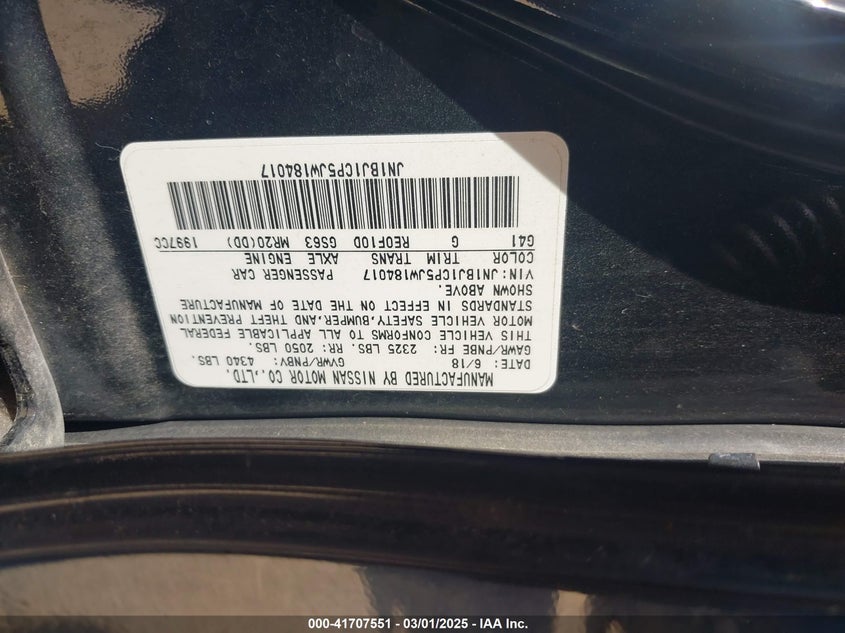 MANUFACTURED BY NISSAN MOTOR CO.,LTD.
DATE: 6/18 GVWR/PNBV: 4340 LBS.
GAWR/PNBE FR: 2325 LBS. RR: 2050 LBS.
THIS VEHICLE CONFORMS TO ALL APPLICABLE FEDERAL
MOTOR VEHICLE SAFETY,BUMPER,AND THEFT PREVENTION
STANDARDS IN EFFECT ON THE DATE OF MANUFACTURE
SHOWN ABOVE.
VIN:JN1BJ1CP5JW184017 PASSENGER CAR
COLOR TRIM TRANS AXLE ENGINE
G41 G RE0F10D GS63 MR20(DD) 1997CC
JN1BJ1CP5JW184017
000-41707551 - 03/01/2025 - IAA Inc.